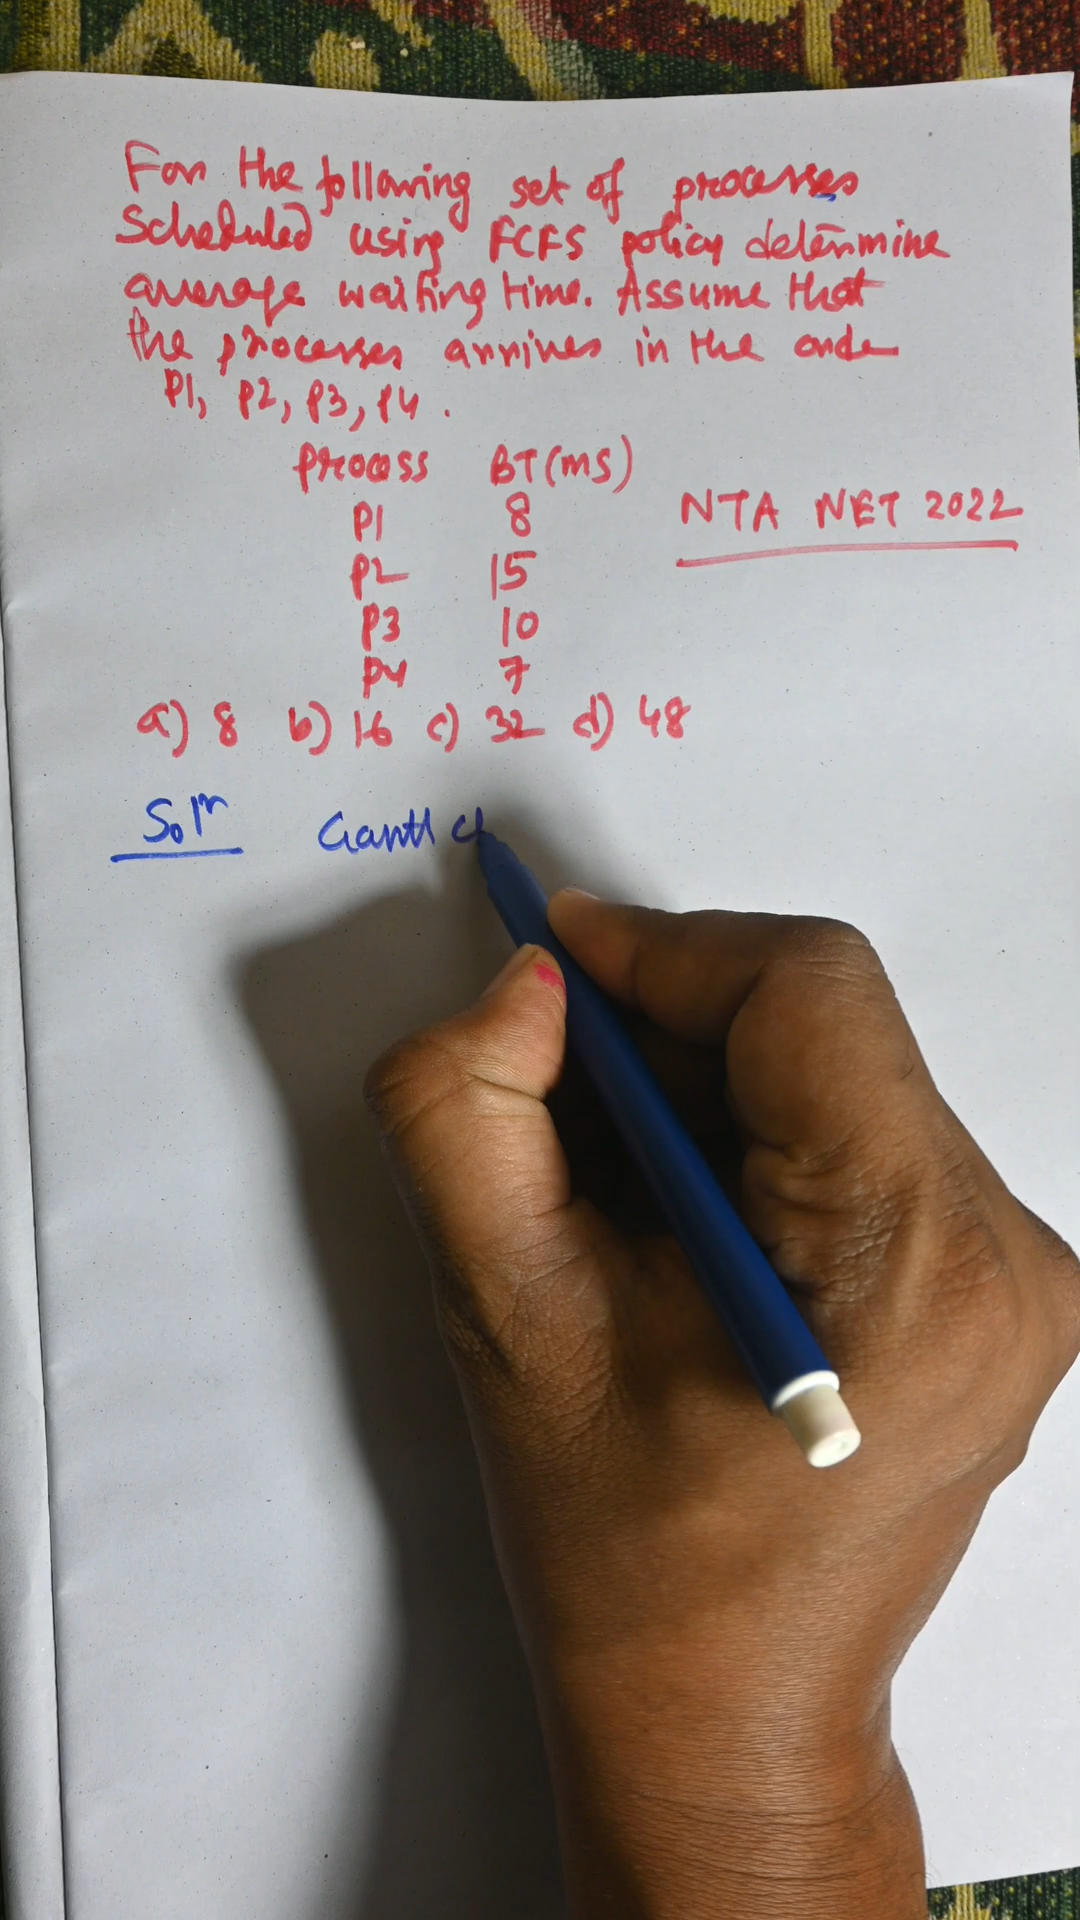 For the following set of processes
Scheduled using FCFS policy determine
average waiting time. Assume that
the processes arrives in the orde
P1, P2, P3, P4.
Process BT(ms)
P1 8
P2 15
P3 10
P4 7
NTA NET 2022
a) 8 b) 16 c) 32 d) 48
Soln Gantt ch